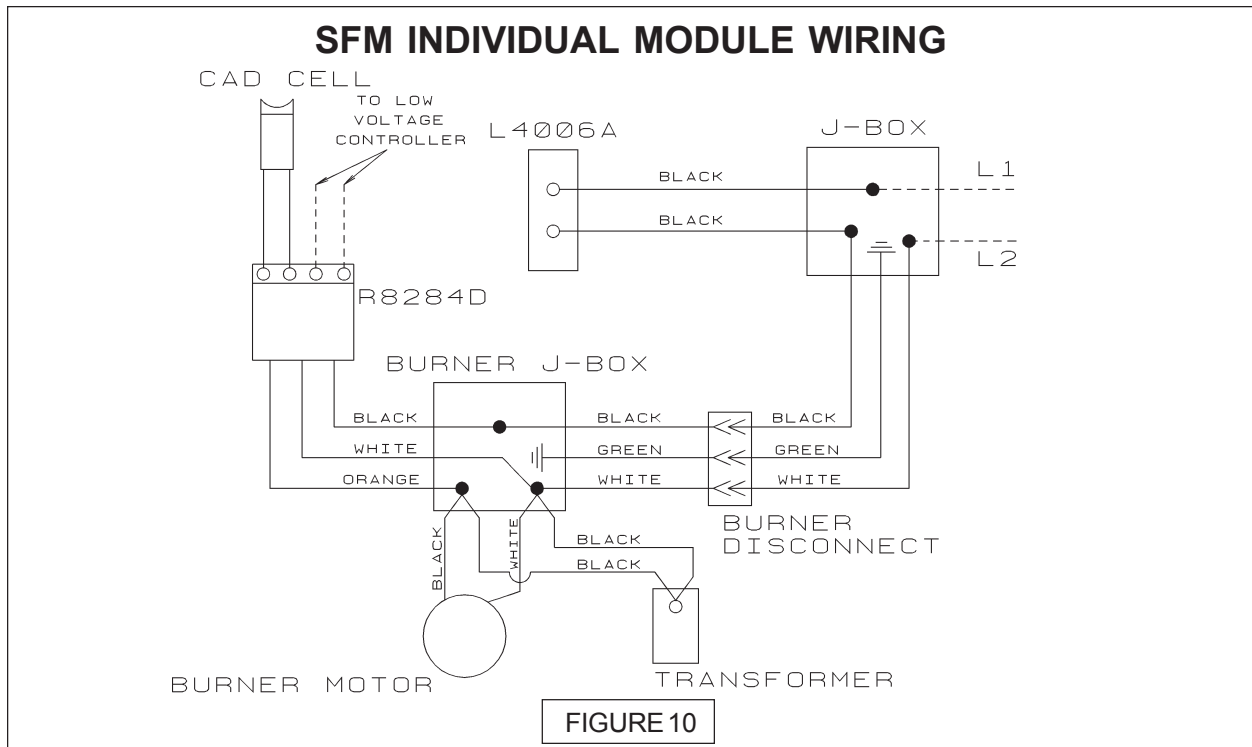 SFM INDIVIDUAL MODULE WIRING
CAD CELL
TO LOW
VOLTAGE
CONTROLLER
L4006A
J-BOX
BLACK
L1
BLACK
L2
R8284D
BURNER J-BOX
BLACK
BLACK
BLACK
WHITE
GREEN
GREEN
ORANGE
WHITE
WHITE
BLACK
WHITE
BLACK
BLACK
BURNER
DISCONNECT
BURNER MOTOR
TRANSFORMER
FIGURE 10